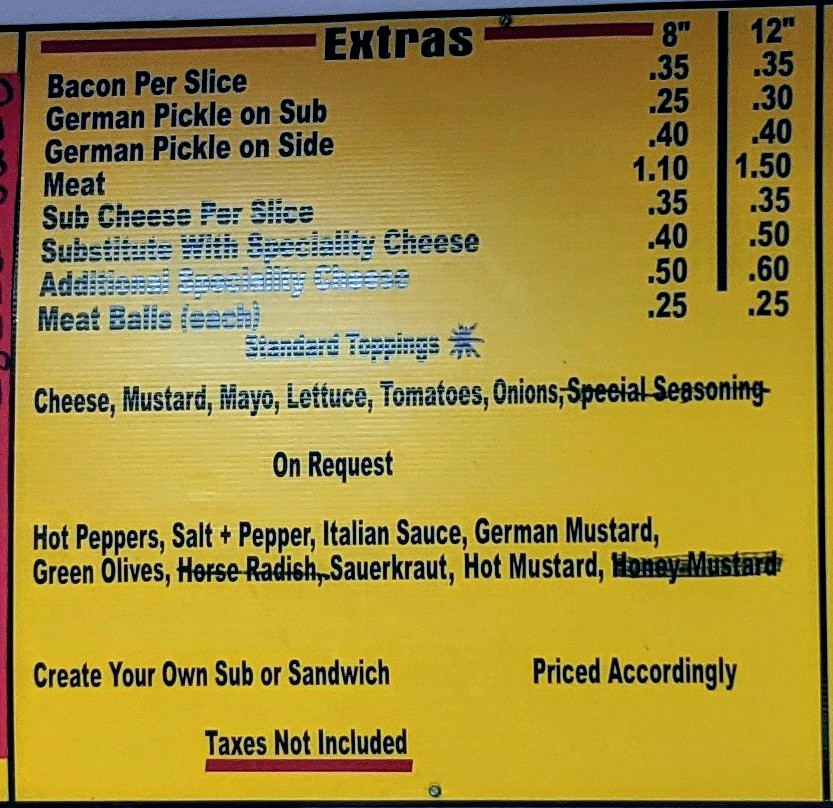 Extras 8" 12"
Bacon Per Slice .35 .35
German Pickle on Sub .25 .30
German Pickle on Side .40 .40
Meat 1.10 1.50
Sub Cheese Per Slice .35 .35
Substitute With Speciality Cheese .40 .50
Additional Speciality Cheese .50 .60
Meat Balls (each) .25 .25
Standard Toppings
Cheese, Mustard, Mayo, Lettuce, Tomatoes, Onions, Special Seasoning
On Request
Hot Peppers, Salt + Pepper, Italian Sauce, German Mustard,
Green Olives, Horse Radish, Sauerkraut, Hot Mustard, Honey Mustard
Create Your Own Sub or Sandwich Priced Accordingly
Taxes Not Included